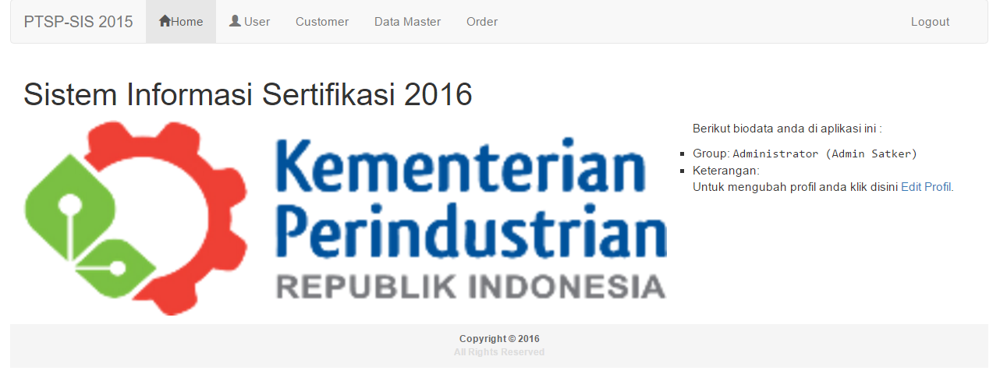 PTSP-SIS 2015 Home User Customer Data Master Order Logout
Sistem Informasi Sertifikasi 2016
Kementerian
Perindustrian
REPUBLIK INDONESIA
Berikut biodata anda di aplikasi ini :
Group: Administrator (Admin Satker)
Keterangan:
Untuk mengubah profil anda klik disini Edit Profil.
Copyright © 2016
All Rights Reserved